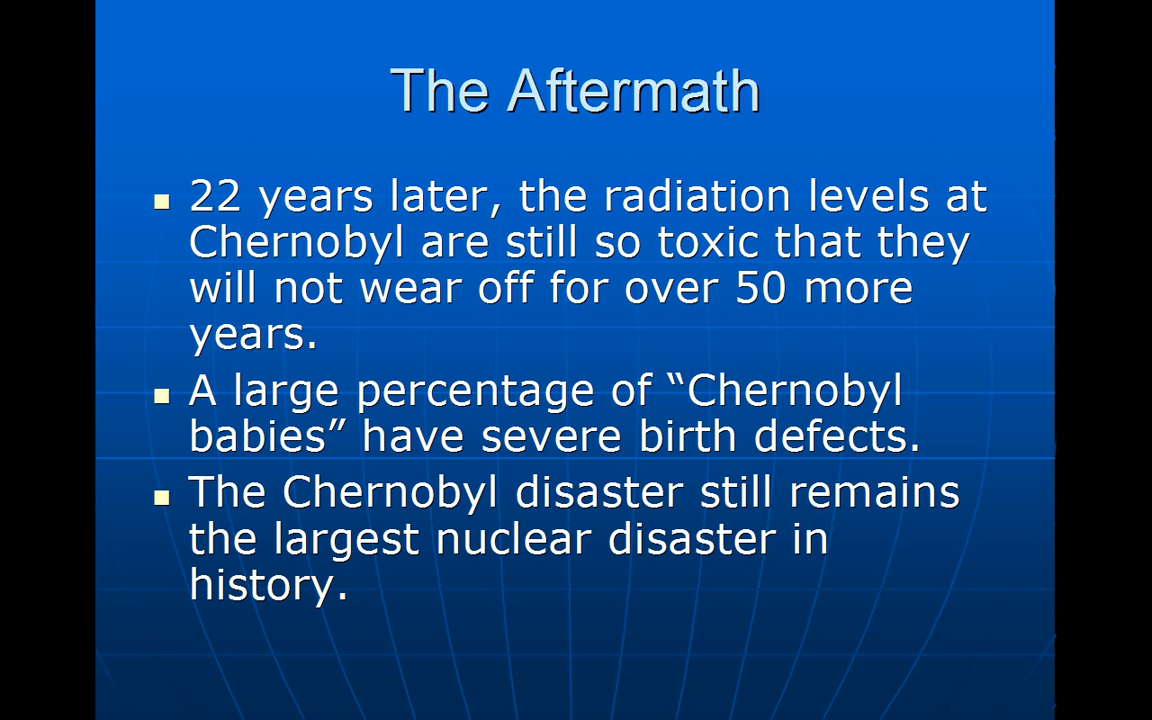 The Aftermath
22 years later, the radiation levels at
Chernobyl are still so toxic that they
will not wear off for over 50 more
years.
A large percentage of “Chernobyl
babies” have severe birth defects.
The Chernobyl disaster still remains
the largest nuclear disaster in
history.